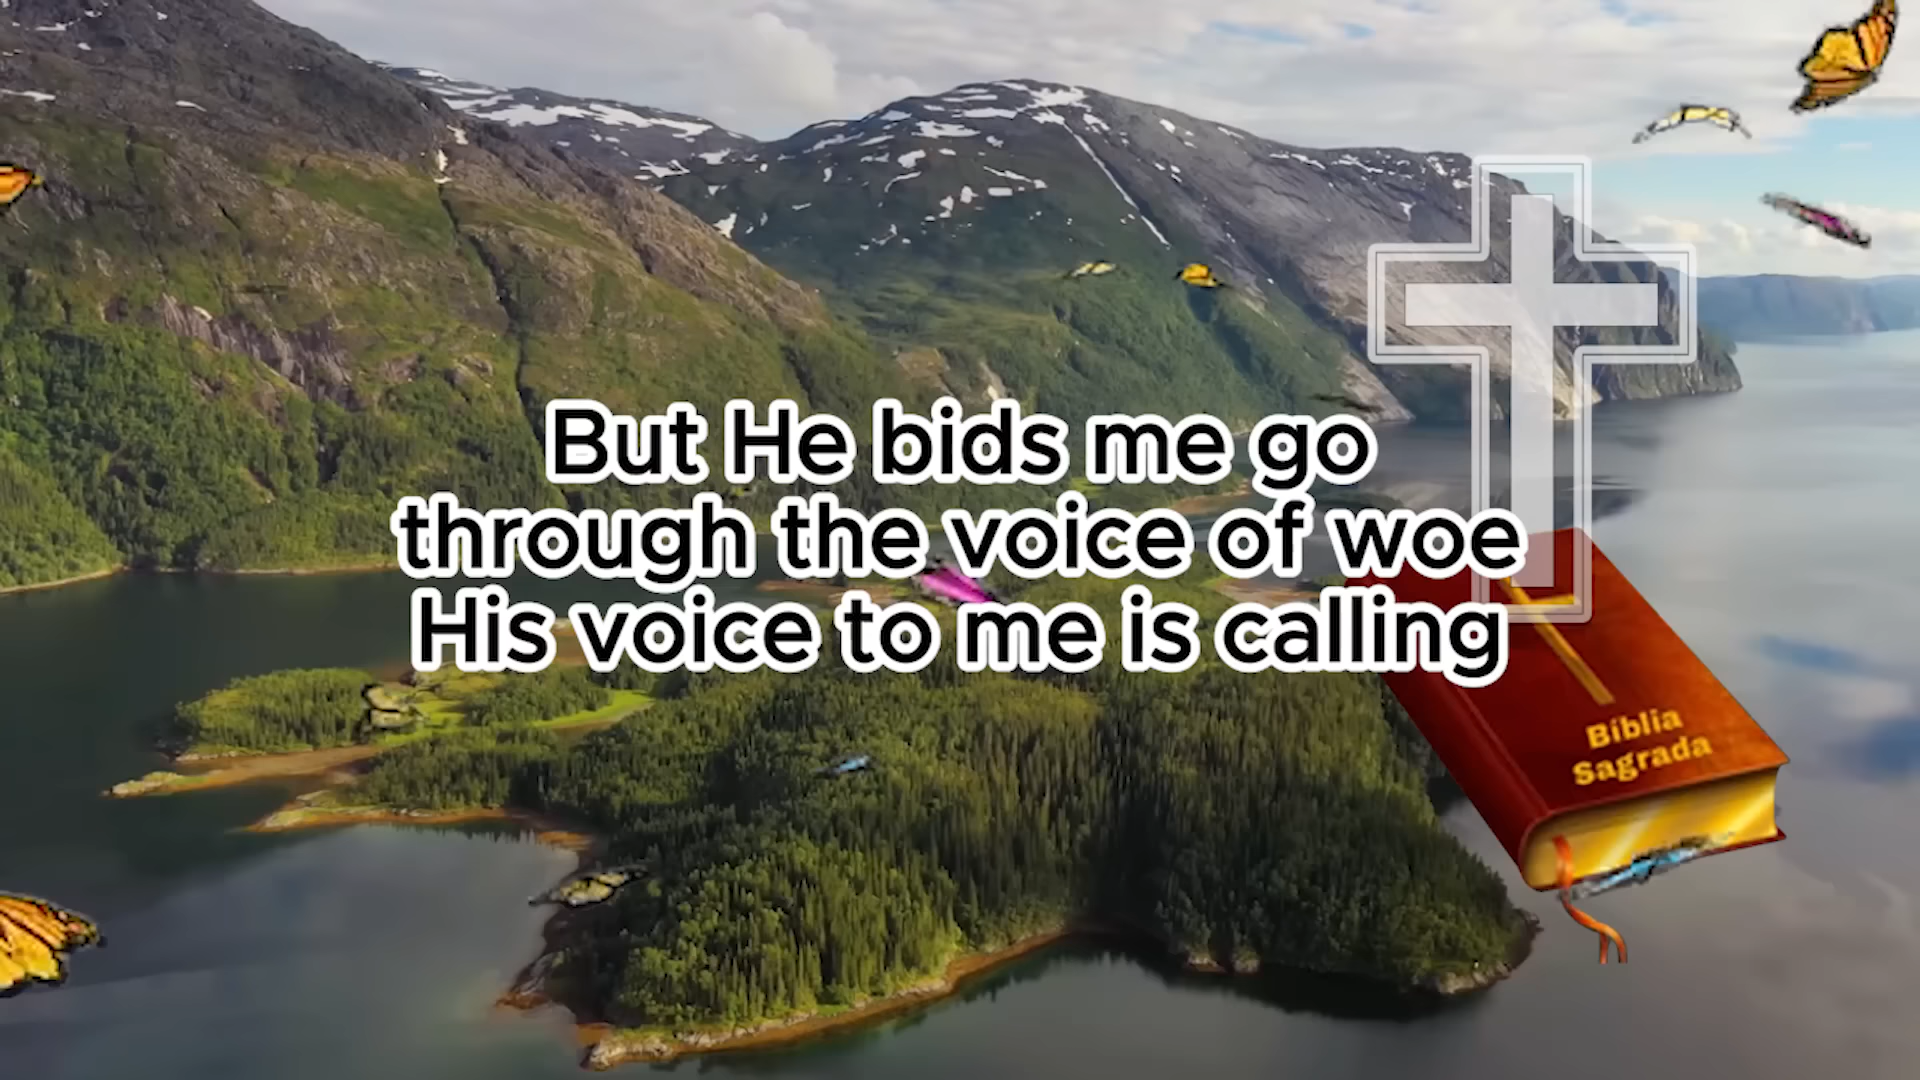 But He bids me go
through the voice of woe
His voice to me is calling
Bíblia
Sagrada